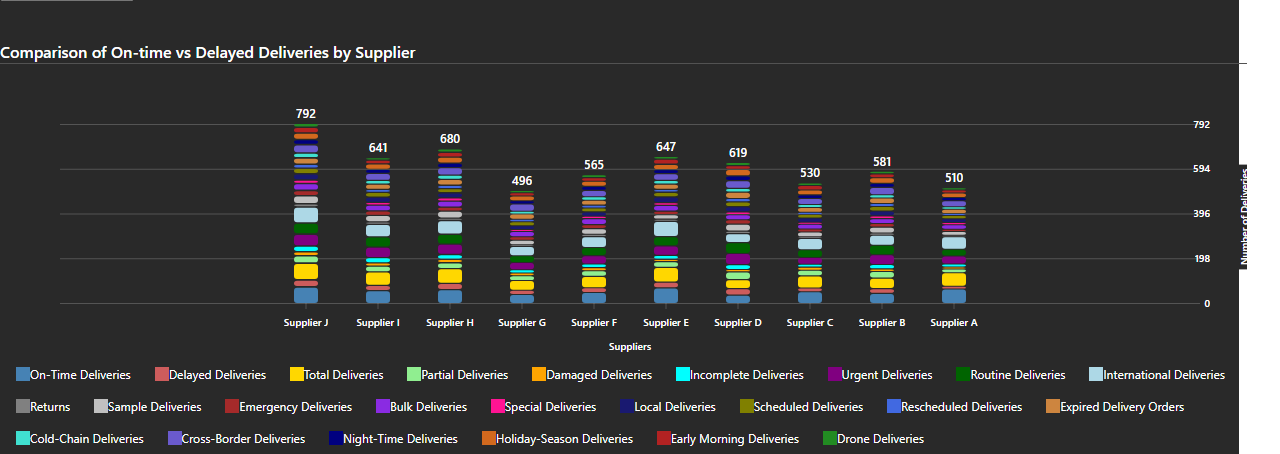 Comparison of On-time vs Delayed Deliveries by Supplier
792
641
680
496
565
647
619
530
581
510
792
594
396
198
0
Number of Deliveries
Supplier J
Supplier I
Supplier H
Supplier G
Supplier F
Supplier E
Supplier D
Supplier C
Supplier B
Supplier A
Suppliers
On-Time Deliveries Delayed Deliveries Total Deliveries Partial Deliveries Damaged Deliveries Incomplete Deliveries Urgent Deliveries Routine Deliveries International Deliveries
Returns Sample Deliveries Emergency Deliveries Bulk Deliveries Special Deliveries Local Deliveries Scheduled Deliveries Rescheduled Deliveries Expired Delivery Orders
Cold-Chain Deliveries Cross-Border Deliveries Night-Time Deliveries Holiday-Season Deliveries Early Morning Deliveries Drone Deliveries